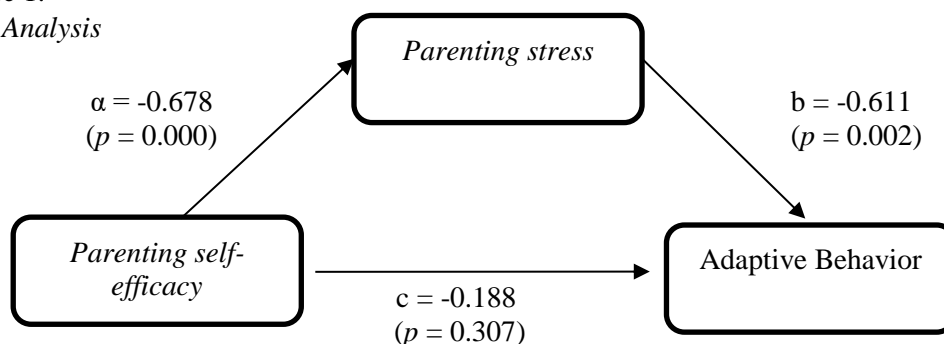 Analysis
Parenting stress
α = -0.678
(p = 0.000)
b = -0.611
(p = 0.002)
Parenting self-
efficacy
Adaptive Behavior
c = -0.188
(p = 0.307)